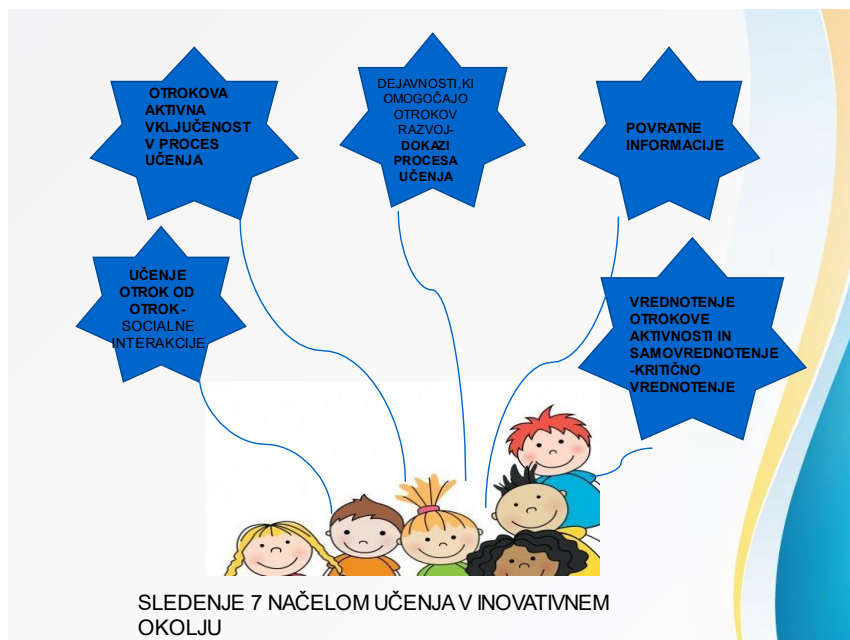 OTROKOVA
AKTIVNA
VKLJUČENOST
V PROCES
UČENJA
DEJAVNOSTI,KI
OMOGOČAJO
OTROKOV
RAZVOJ-
DOKAZI
PROCESA
UČENJA
POVRATNE
INFORMACIJE
UČENJE
OTROK OD
OTROK-
SOCIALNE
INTERAKCIJE
VREDNOTENJE
OTROKOVE
AKTIVNOSTI IN
SAMOVREDNOTENJE
-KRITIČNO
VREDNOTENJE
SLEDENJE 7 NAČELOM UČENJA V INOVATIVNEM
OKOLJU